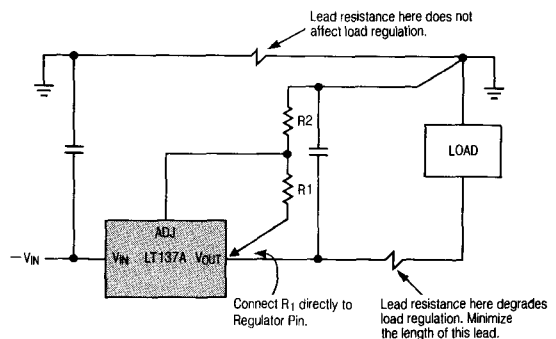 Lead resistance here does not
affect load regulation.
R2
R1
LOAD
ADJ
–VIN
VIN LT137A VOUT
Connect R1 directly to
Regulator Pin.
Lead resistance here degrades
load regulation. Minimize
the length of this lead.